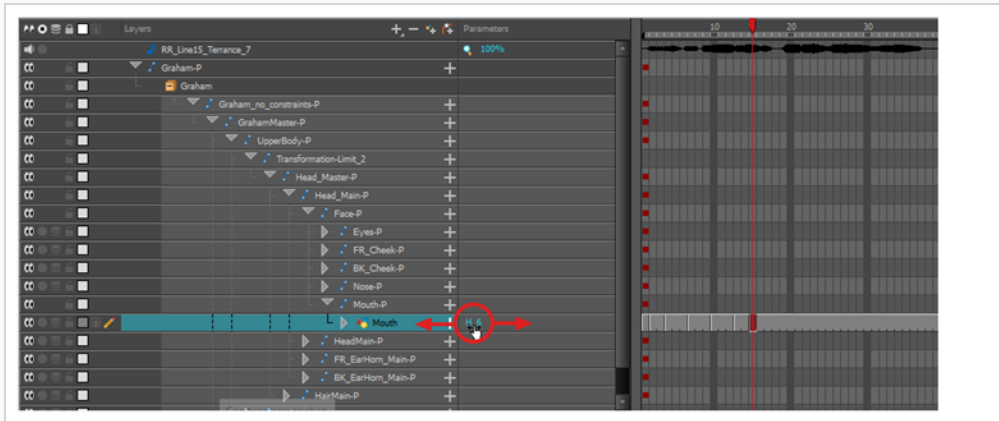 Layers
Parameters
10
20
30
RR_Line15_Terrance_7
100%
Graham-P
Graham
Graham_no_constraints-P
GrahamMaster-P
UpperBody-P
Transformation-Limit_2
Head_Master-P
Head_Main-P
Face-P
Eyes-P
FR_Cheek-P
BK_Cheek-P
Nose-P
Mouth-P
Mouth
HeadMain-P
FR_EarHorn_Main-P
BK_EarHorn_Main-P
HairMain-P